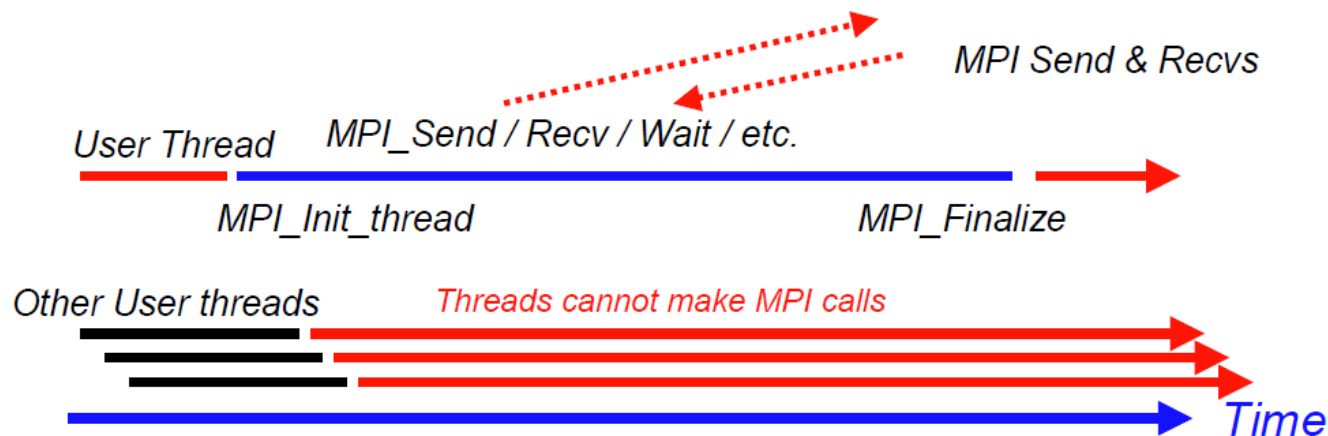 MPI Send & Recvs
MPI_Send / Recv / Wait / etc.
User Thread
MPI_Init_thread
MPI_Finalize
Other User threads
Threads cannot make MPI calls
Time